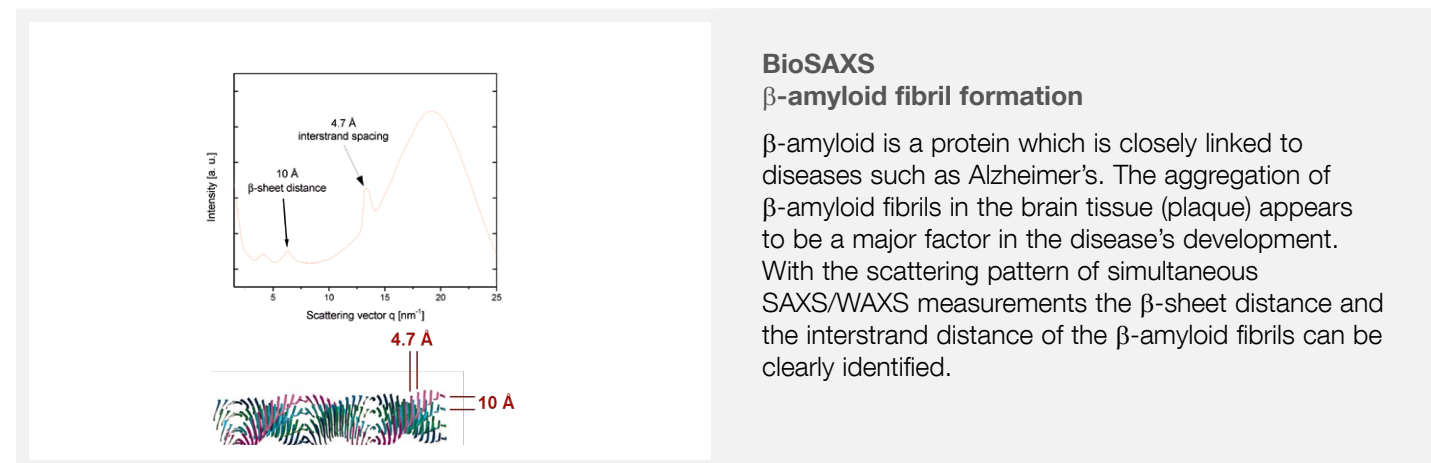 4.7 Å
interstrand spacing
10 Å
β-sheet distance
Intensity [a. u.]
5 10 15 20 25
Scattering vector q [nm⁻¹]
4.7 Å
10 Å
BioSAXS
β-amyloid fibril formation
β-amyloid is a protein which is closely linked to
diseases such as Alzheimer’s. The aggregation of
β-amyloid fibrils in the brain tissue (plaque) appears
to be a major factor in the disease’s development.
With the scattering pattern of simultaneous
SAXS/WAXS measurements the β-sheet distance and
the interstrand distance of the β-amyloid fibrils can be
clearly identified.